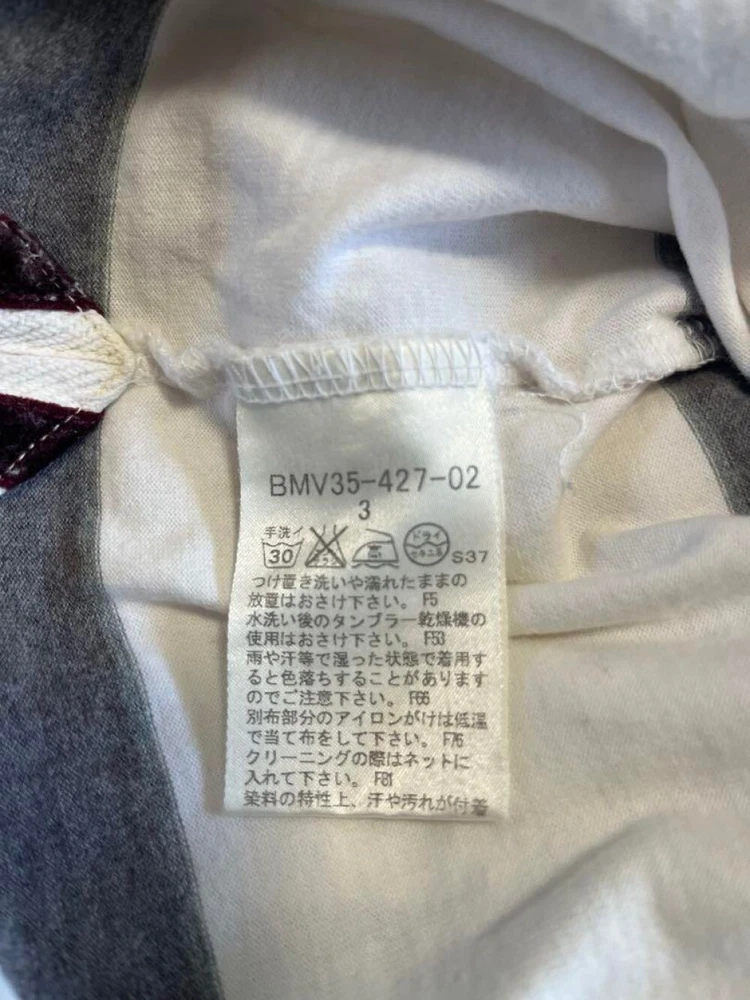 BMV35-427-02
3
手洗イ
30 エンソサラシ 高 ドライ セキユ系 S37
つけ置き洗いや濡れたままの
放置はおさけ下さい。 F5
水洗い後のタンブラー乾燥機の
使用はおさけ下さい。 F53
雨や汗等で湿った状態で着用す
ると色落ちすることがあります
のでご注意下さい。 F66
別布部分のアイロンがけは低温
で当て布をして下さい。 F76
クリーニングの際はネットに
入れて下さい。 F81
染料の特性上、汗や汚れが付着